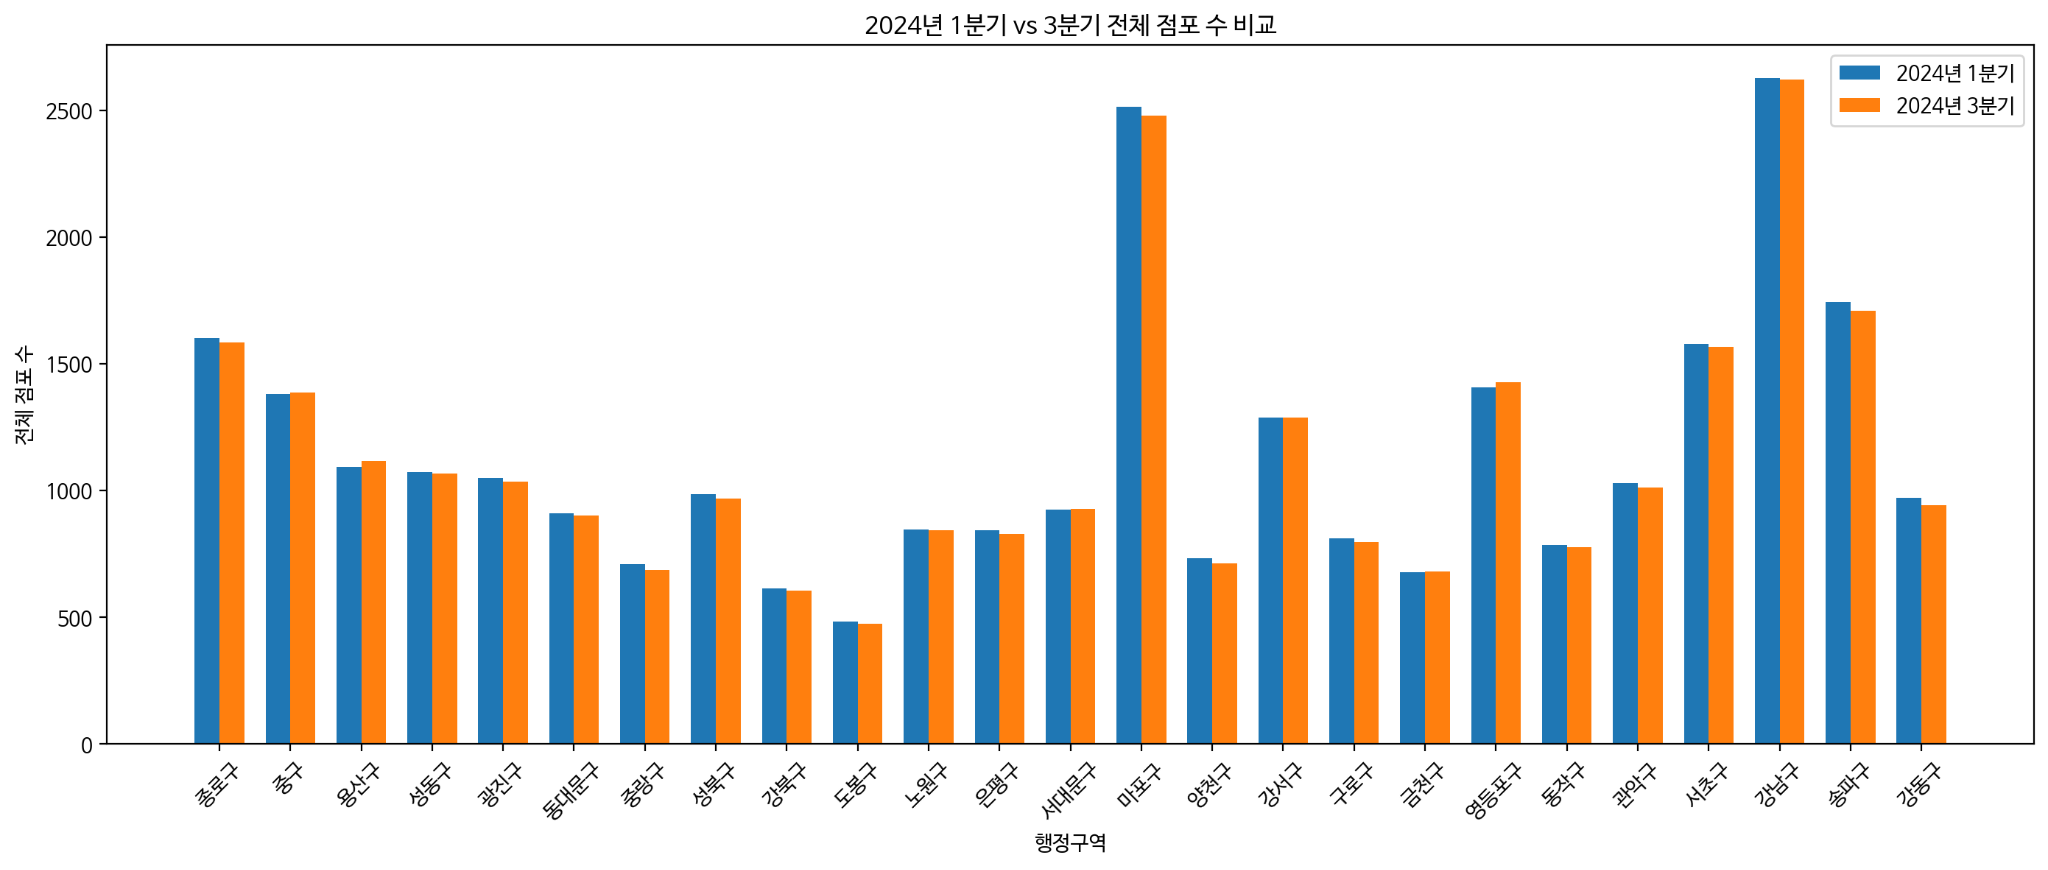 2024년 1분기 vs 3분기 전체 점포 수 비교
2024년 1분기
2024년 3분기
전체 점포 수
2500
2000
1500
1000
500
0
종로구
중구
용산구
성동구
광진구
동대문구
중랑구
성북구
강북구
도봉구
노원구
은평구
서대문구
마포구
양천구
강서구
구로구
금천구
영등포구
동작구
관악구
서초구
강남구
송파구
강동구
행정구역